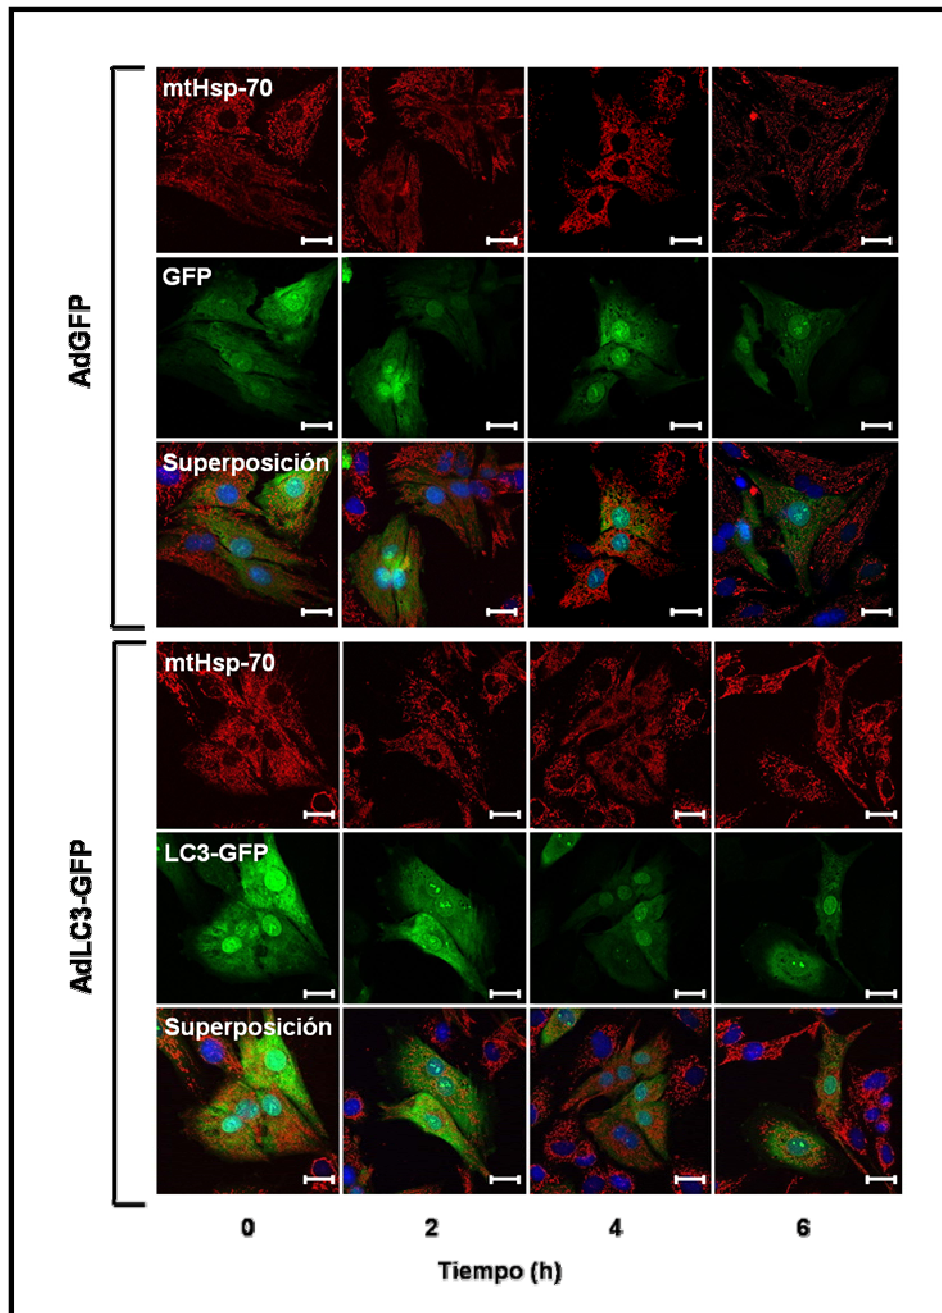 AdGFP
mtHsp-70
GFP
Superposición
AdLC3-GFP
mtHsp-70
LC3-GFP
Superposición
0 2 4 6
Tiempo (h)